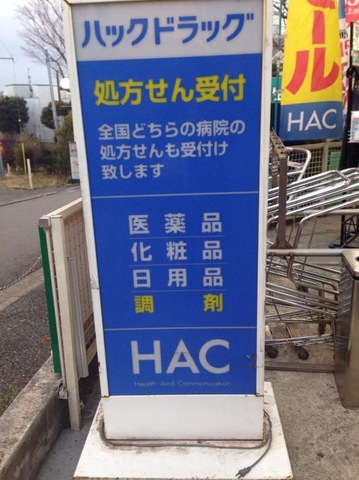 ハックドラッグ
処方せん受付
全国どちらの病院の
処方せんも受付け
致します
医薬品
化粧品
日用品
調剤
HAC
Health And Communication
ール
HAC